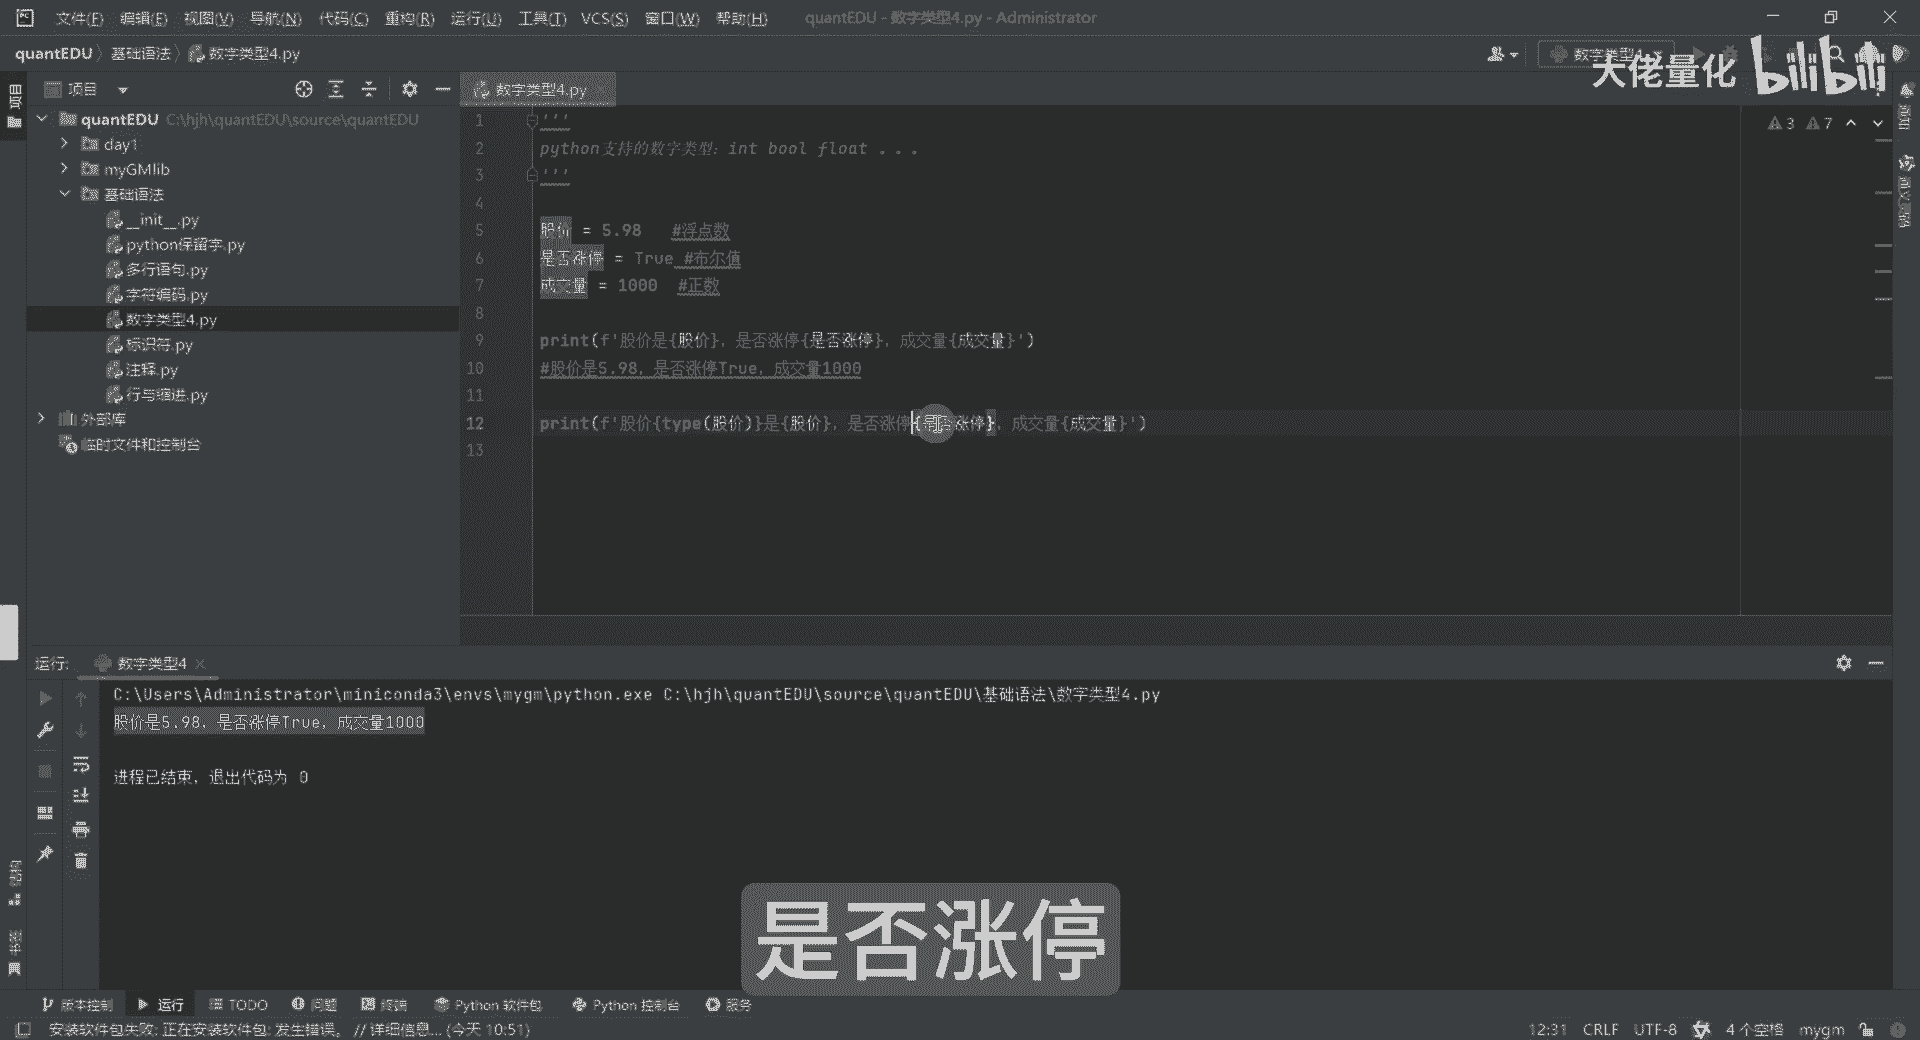 文件(F) 编辑(E) 视图(V) 导航(N) 代码(C) 重构(R) 运行(U) 工具(T) VCS(S) 窗口(W) 帮助(H) quantEDU - 数字类型4.py - Administrator
quantEDU 基础语法 数字类型4.py
数字类型4
大佬量化 bilibili
项目
项目
数字类型4.py
quantEDU C:\hjh\quantEDU\source\quantEDU
day1
myGMlib
基础语法
__init__.py
python保留字.py
多行语句.py
字符编码.py
数字类型4.py
标识符.py
注释.py
行与缩进.py
外部库
临时文件和控制台
3 7
1 '''
2 python支持的数字类型: int bool float ...
3 '''
4
5 股价 = 5.98 #浮点数
6 是否涨停 = True #布尔值
7 成交量 = 1000 #正数
8
9 print(f'股价是{股价}, 是否涨停{是否涨停}, 成交量{成交量}')
10 #股价是5.98, 是否涨停True, 成交量1000
11
12 print(f'股价{type(股价)}是{股价}, 是否涨停{是否涨停}, 成交量{成交量}')
13
运行: 数字类型4
C:\Users\Administrator\miniconda3\envs\mygm\python.exe C:\hjh\quantEDU\source\quantEDU\基础语法\数字类型4.py
股价是5.98, 是否涨停True, 成交量1000
进程已结束, 退出代码为 0
结构
书签
是否涨停
版本控制 运行 TODO 问题 终端 Python 软件包 Python 控制台 服务
安装软件包失败: 正在安装软件包: 发生错误。 // 详细信息... (今天 10:51)
12:31 CRLF UTF-8 4 个空格 mygm